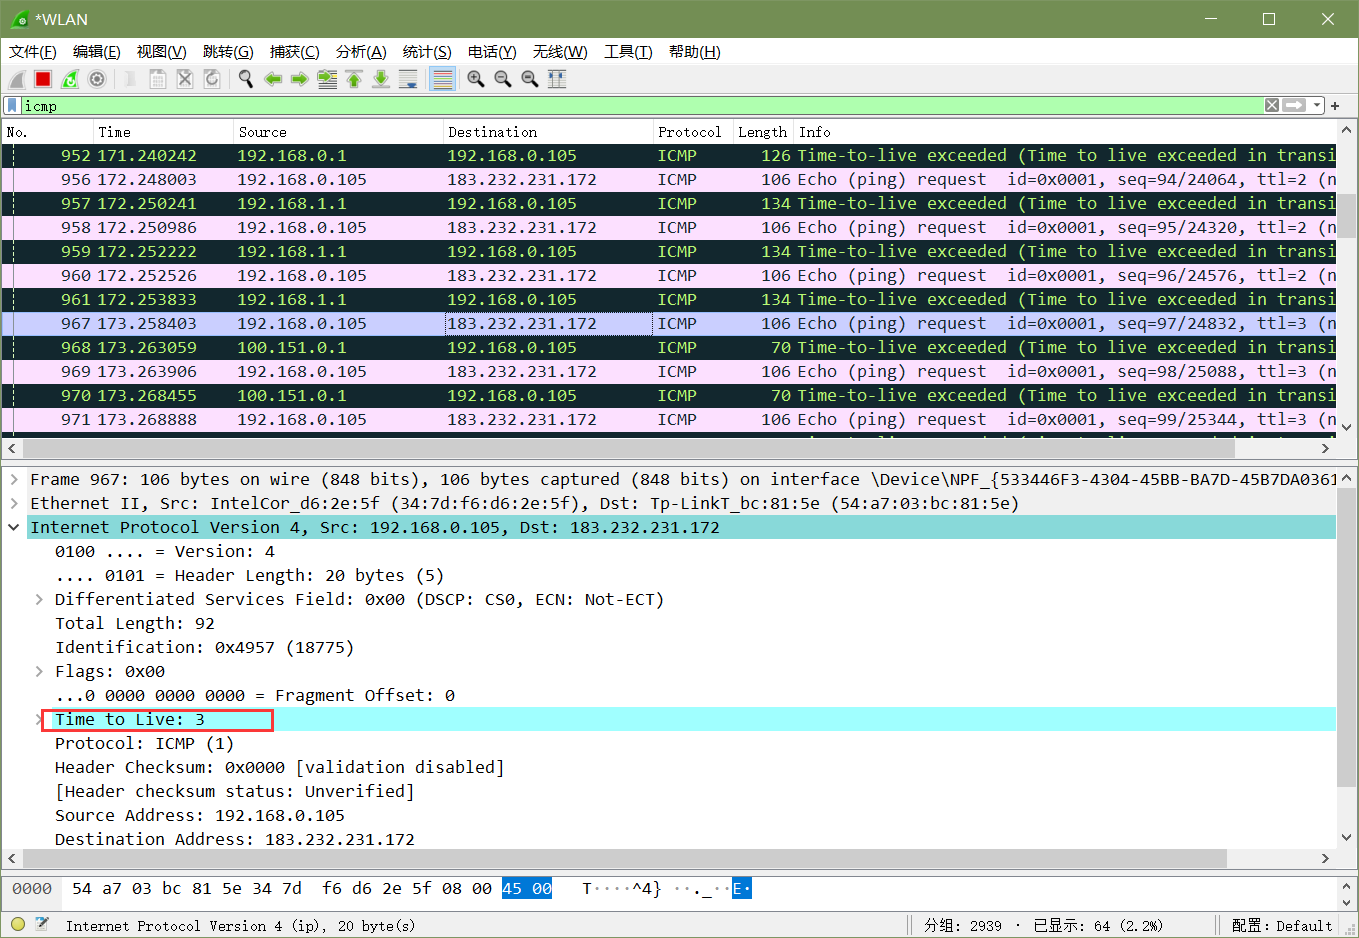 *WLAN
文件(F) 编辑(E) 视图(V) 跳转(G) 捕获(C) 分析(A) 统计(S) 电话(Y) 无线(W) 工具(T) 帮助(H)
icmp
No. Time Source Destination Protocol Length Info
952 171.240242 192.168.0.1 192.168.0.105 ICMP 126 Time-to-live exceeded (Time to live exceeded in transi
956 172.248003 192.168.0.105 183.232.231.172 ICMP 106 Echo (ping) request id=0x0001, seq=94/24064, ttl=2 (n
957 172.250241 192.168.1.1 192.168.0.105 ICMP 134 Time-to-live exceeded (Time to live exceeded in transi
958 172.250986 192.168.0.105 183.232.231.172 ICMP 106 Echo (ping) request id=0x0001, seq=95/24320, ttl=2 (n
959 172.252222 192.168.1.1 192.168.0.105 ICMP 134 Time-to-live exceeded (Time to live exceeded in transi
960 172.252526 192.168.0.105 183.232.231.172 ICMP 106 Echo (ping) request id=0x0001, seq=96/24576, ttl=2 (n
961 172.253833 192.168.1.1 192.168.0.105 ICMP 134 Time-to-live exceeded (Time to live exceeded in transi
967 173.258403 192.168.0.105 183.232.231.172 ICMP 106 Echo (ping) request id=0x0001, seq=97/24832, ttl=3 (n
968 173.263059 100.151.0.1 192.168.0.105 ICMP 70 Time-to-live exceeded (Time to live exceeded in transi
969 173.263906 192.168.0.105 183.232.231.172 ICMP 106 Echo (ping) request id=0x0001, seq=98/25088, ttl=3 (n
970 173.268455 100.151.0.1 192.168.0.105 ICMP 70 Time-to-live exceeded (Time to live exceeded in transi
971 173.268888 192.168.0.105 183.232.231.172 ICMP 106 Echo (ping) request id=0x0001, seq=99/25344, ttl=3 (n
Frame 967: 106 bytes on wire (848 bits), 106 bytes captured (848 bits) on interface \Device\NPF_{533446F3-4304-45BB-BA7D-45B7DA0361
Ethernet II, Src: IntelCor_d6:2e:5f (34:7d:f6:d6:2e:5f), Dst: Tp-LinkT_bc:81:5e (54:a7:03:bc:81:5e)
Internet Protocol Version 4, Src: 192.168.0.105, Dst: 183.232.231.172
0100 .... = Version: 4
.... 0101 = Header Length: 20 bytes (5)
Differentiated Services Field: 0x00 (DSCP: CS0, ECN: Not-ECT)
Total Length: 92
Identification: 0x4957 (18775)
Flags: 0x00
...0 0000 0000 0000 = Fragment Offset: 0
Time to Live: 3
Protocol: ICMP (1)
Header Checksum: 0x0000 [validation disabled]
[Header checksum status: Unverified]
Source Address: 192.168.0.105
Destination Address: 183.232.231.172
0000 54 a7 03 bc 81 5e 34 7d f6 d6 2e 5f 08 00 45 00 T····^4} ··._··E·
Internet Protocol Version 4 (ip), 20 byte(s) 分组: 2939 · 已显示: 64 (2.2%) 配置: Default